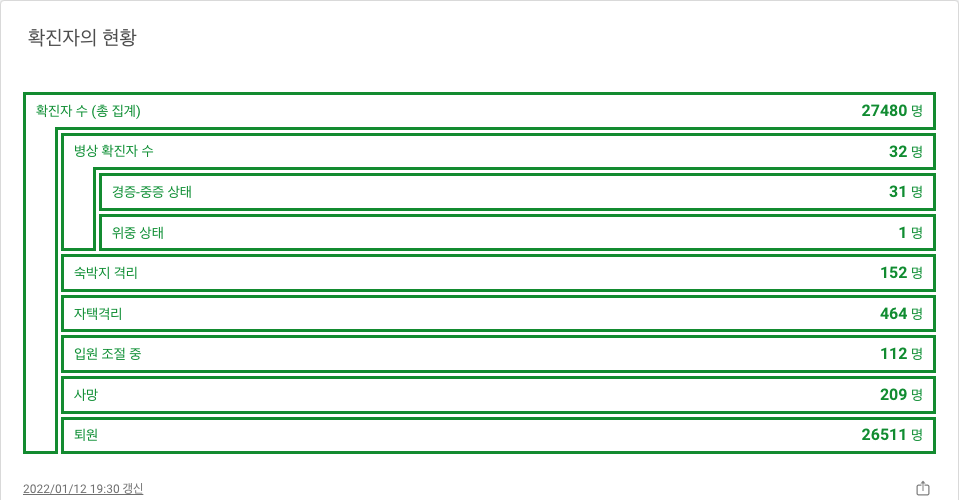 확진자의 현황
확진자 수 (총 집계) 27480 명
병상 확진자 수 32 명
경증-중증 상태 31 명
위중 상태 1 명
숙박지 격리 152 명
자택격리 464 명
입원 조절 중 112 명
사망 209 명
퇴원 26511 명
2022/01/12 19:30 갱신